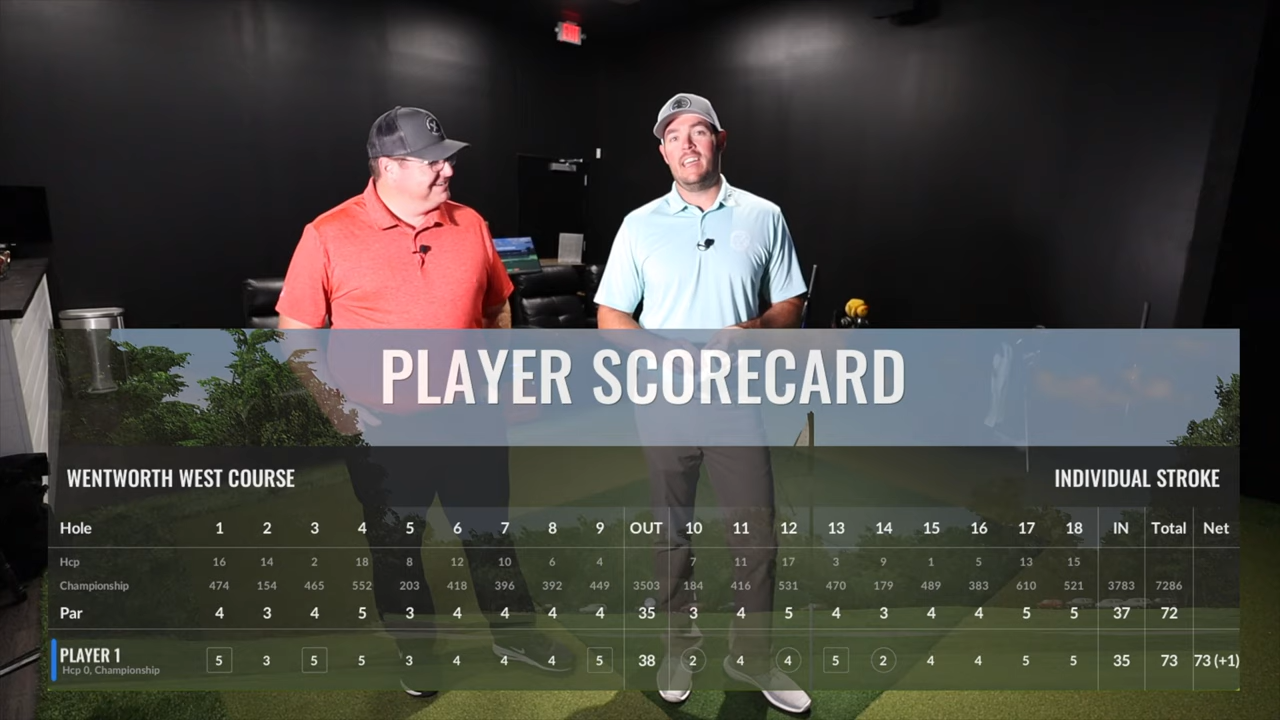 PLAYER SCORECARD
WENTWORTH WEST COURSE INDIVIDUAL STROKE
Hole 1 2 3 4 5 6 7 8 9 OUT 10 11 12 13 14 15 16 17 18 IN Total Net
Hcp 16 14 2 18 8 12 10 6 4 7 11 17 3 9 1 5 13 15
Championship 474 154 465 552 203 418 396 392 449 3503 184 416 531 470 179 489 383 610 521 3783 7286
Par 4 3 4 5 3 4 4 4 4 35 3 4 5 4 3 4 4 5 5 37 72
PLAYER 1 5 3 5 5 3 4 4 4 5 38 2 4 4 5 2 4 4 5 5 35 73 73 (+1)
Hcp 0, Championship